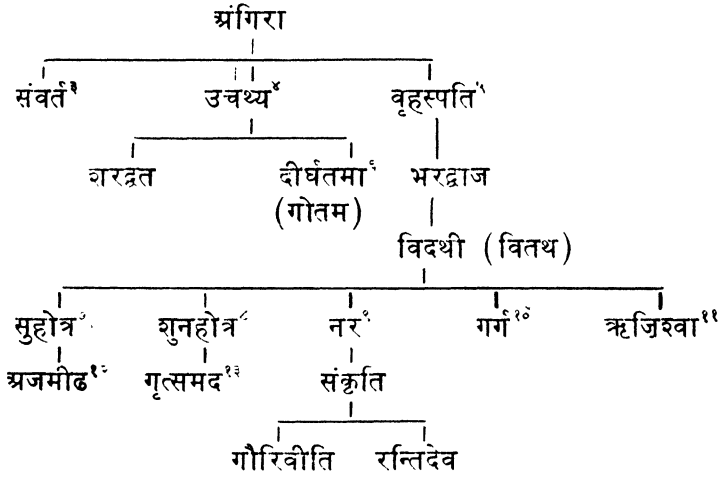 अंगिरा
संवर्त३ उचथ्य४ वृहस्पति५
शरद्वत दीर्घतमा६ भरद्वाज
(गोतम)
विदथी (वितथ)
सुहोत्र७ शुनहोत्र८ नर९ गर्ग१० ऋजिश्वा११
अजमीढ१२ गृत्समद१३ संकृति
गौरिवीति रन्तिदेव